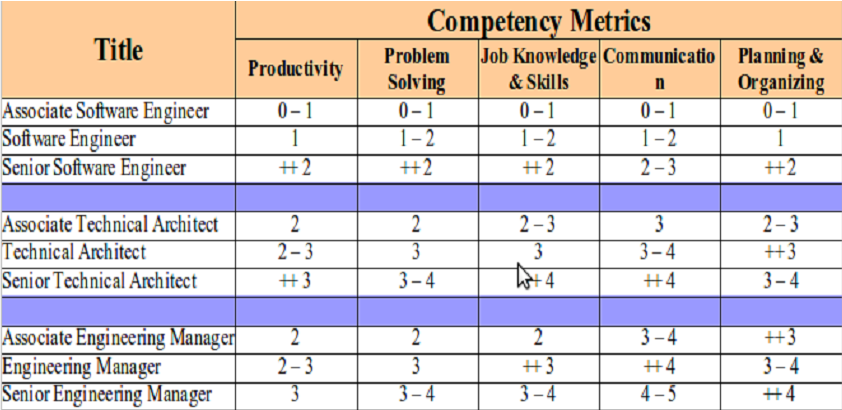 Competency Metrics
Title
Productivity
Problem Solving
Job Knowledge & Skills
Communicatio n
Planning & Organizing
Associate Software Engineer 0 – 1 0 – 1 0 – 1 0 – 1 0 – 1
Software Engineer 1 1 – 2 1 – 2 1 – 2 1
Senior Software Engineer ++ 2 ++ 2 ++ 2 2 – 3 ++ 2
Associate Technical Architect 2 2 2 – 3 3 2 – 3
Technical Architect 2 – 3 3 3 3 – 4 ++ 3
Senior Technical Architect ++ 3 3 – 4 ++ 4 ++ 4 3 – 4
Associate Engineering Manager 2 2 2 3 – 4 ++ 3
Engineering Manager 2 – 3 3 ++ 3 ++ 4 3 – 4
Senior Engineering Manager 3 3 – 4 3 – 4 4 – 5 ++ 4